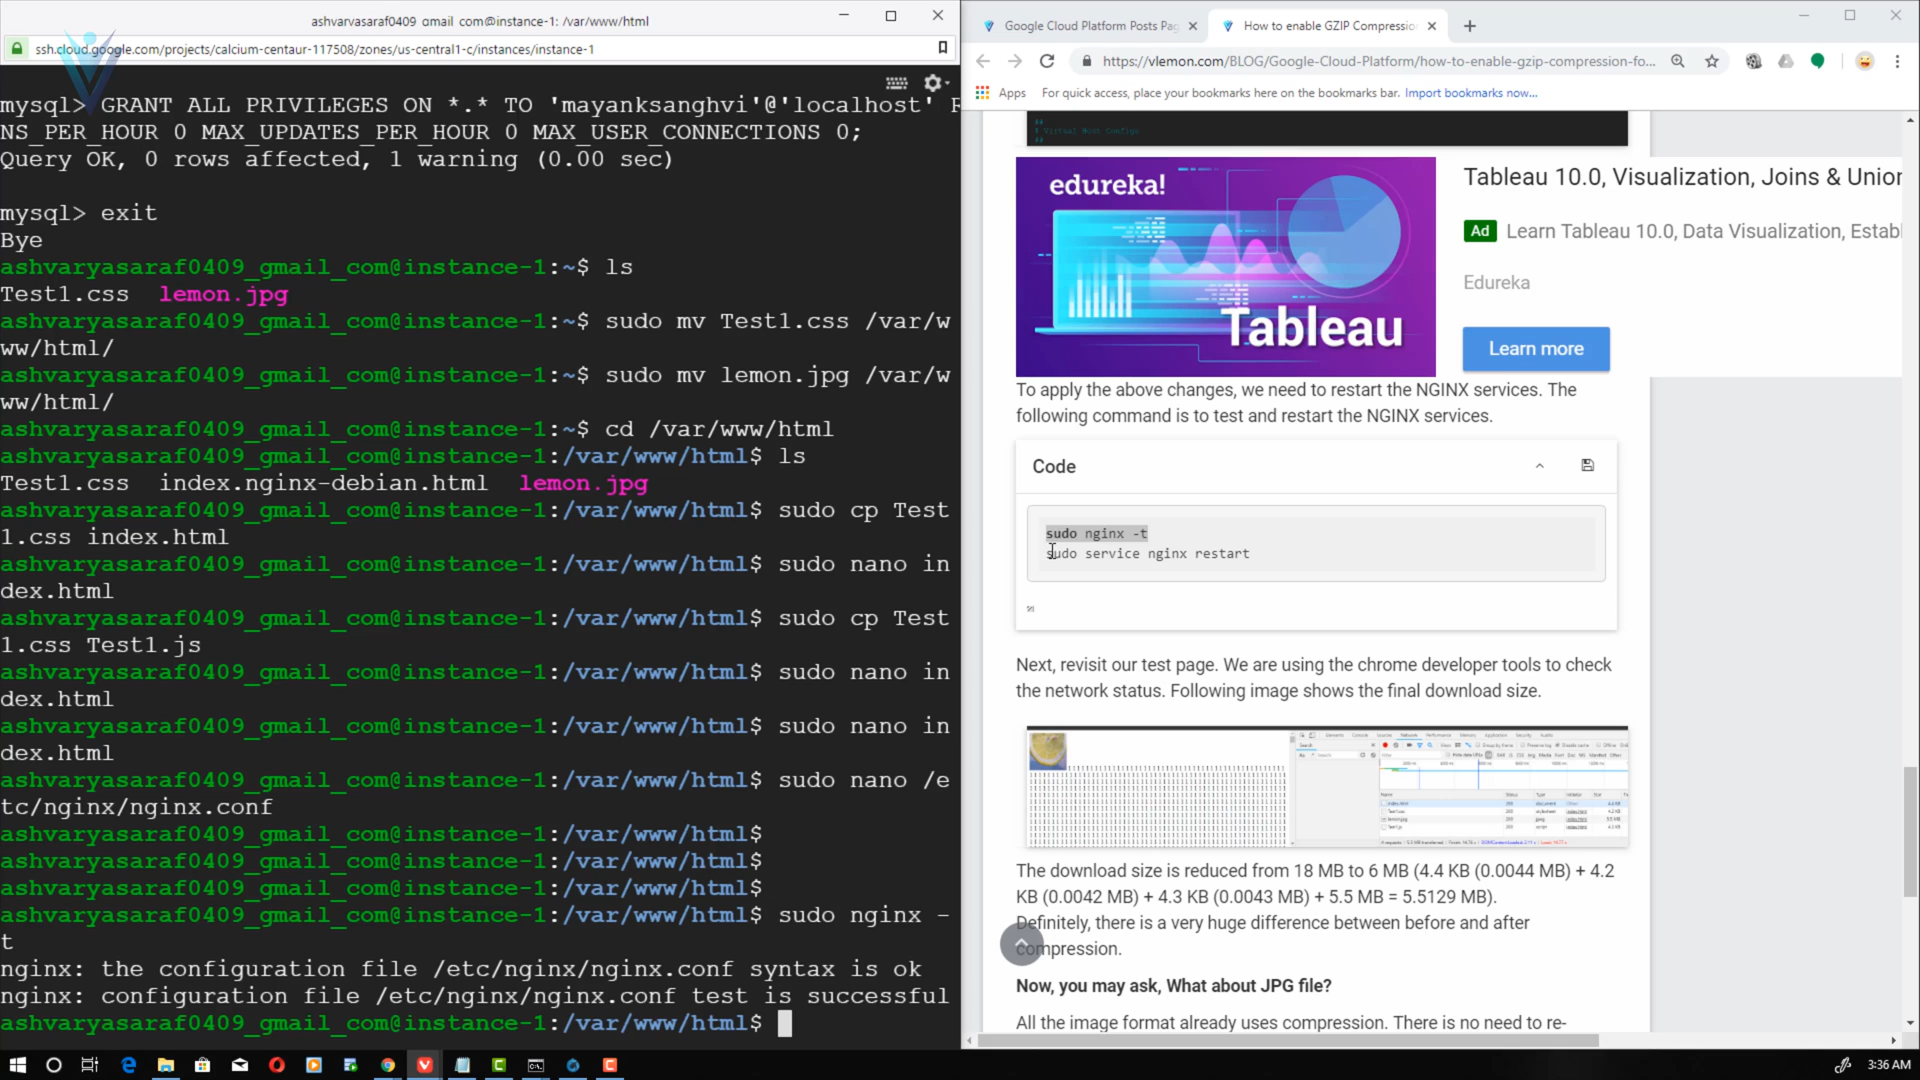 ashvarvasaraf0409 gmail com@instance-1: /var/www/html
ssh.cloud.google.com/projects/calcium-centaur-117508/zones/us-central1-c/instances/instance-1
mysql> GRANT ALL PRIVILEGES ON *.* TO 'mayanksanghvi'@'localhost' R
NS_PER_HOUR 0 MAX_UPDATES_PER_HOUR 0 MAX_USER_CONNECTIONS 0;
Query OK, 0 rows affected, 1 warning (0.00 sec)
mysql> exit
Bye
ashvaryasaraf0409_gmail_com@instance-1:~$ ls
Test1.css lemon.jpg
ashvaryasaraf0409_gmail_com@instance-1:~$ sudo mv Test1.css /var/w
ww/html/
ashvaryasaraf0409_gmail_com@instance-1:~$ sudo mv lemon.jpg /var/w
ww/html/
ashvaryasaraf0409_gmail_com@instance-1:~$ cd /var/www/html
ashvaryasaraf0409_gmail_com@instance-1:/var/www/html$ ls
Test1.css index.nginx-debian.html lemon.jpg
ashvaryasaraf0409_gmail_com@instance-1:/var/www/html$ sudo cp Test
1.css index.html
ashvaryasaraf0409_gmail_com@instance-1:/var/www/html$ sudo nano in
dex.html
ashvaryasaraf0409_gmail_com@instance-1:/var/www/html$ sudo cp Test
1.css Test1.js
ashvaryasaraf0409_gmail_com@instance-1:/var/www/html$ sudo nano in
dex.html
ashvaryasaraf0409_gmail_com@instance-1:/var/www/html$ sudo nano in
dex.html
ashvaryasaraf0409_gmail_com@instance-1:/var/www/html$ sudo nano /e
tc/nginx/nginx.conf
ashvaryasaraf0409_gmail_com@instance-1:/var/www/html$
ashvaryasaraf0409_gmail_com@instance-1:/var/www/html$
ashvaryasaraf0409_gmail_com@instance-1:/var/www/html$
ashvaryasaraf0409_gmail_com@instance-1:/var/www/html$ sudo nginx -
t
nginx: the configuration file /etc/nginx/nginx.conf syntax is ok
nginx: configuration file /etc/nginx/nginx.conf test is successful
ashvaryasaraf0409_gmail_com@instance-1:/var/www/html$
Google Cloud Platform Posts Pag
How to enable GZIP Compression
https://vlemon.com/BLOG/Google-Cloud-Platform/how-to-enable-gzip-compression-fo...
Apps For quick access, place your bookmarks here on the bookmarks bar. Import bookmarks now...
##
# Virtual Host Configs
##
edureka!
Tableau
Tableau 10.0, Visualization, Joins & Union
Ad Learn Tableau 10.0, Data Visualization, Establ
Edureka
Learn more
To apply the above changes, we need to restart the NGINX services. The
following command is to test and restart the NGINX services.
Code
sudo nginx -t
sudo service nginx restart
Next, revisit our test page. We are using the chrome developer tools to check
the network status. Following image shows the final download size.
The download size is reduced from 18 MB to 6 MB (4.4 KB (0.0044 MB) + 4.2
KB (0.0042 MB) + 4.3 KB (0.0043 MB) + 5.5 MB = 5.5129 MB).
Definitely, there is a very huge difference between before and after
compression.
Now, you may ask, What about JPG file?
All the image format already uses compression. There is no need to re-
3:36 AM